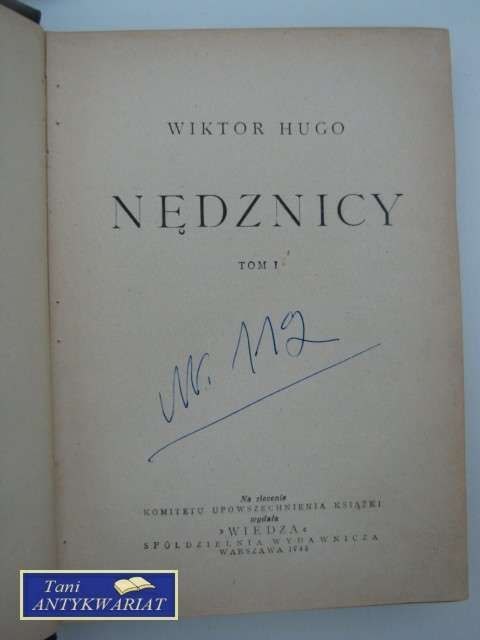 WIKTOR HUGO
NĘDZNICY
TOM I
Nr. 112
Na zlecenie
KOMITETU UPOWSZECHNIENIA KSIĄŻKI
wydała
»WIEDZA«
SPÓŁDZIELNIA WYDAWNICZA
WARSZAWA 1948
Tani
ANTYKWARIAT